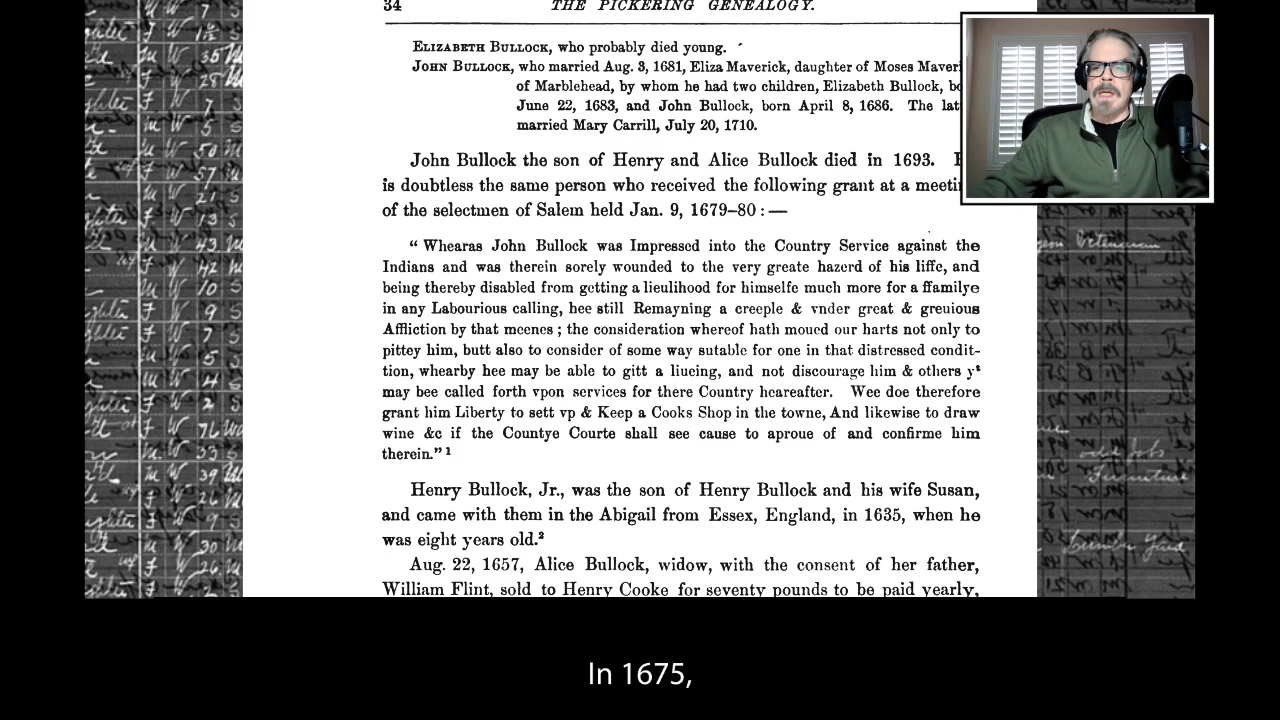 34 THE PICKERING GENEALOGY.
ELIZABETH BULLOCK, who probably died young.
JOHN BULLOCK, who married Aug. 3, 1681, Eliza Maverick, daughter of Moses
of Marblehead, by whom he had two children, Elizabeth Bullock,
June 22, 1683, and John Bullock, born April 8, 1686. The
married Mary Carrill, July 20, 1710.
John Bullock the son of Henry and Alice Bullock died in 1693.
is doubtless the same person who received the following grant at a
of the selectmen of Salem held Jan. 9, 1679–80 : —
“ Whearas John Bullock was Impressed into the Country Service against the
Indians and was therein sorely wounded to the very greate hazerd of his liffe, and
being thereby disabled from getting a lieulihood for himselfe much more for a ffamilye
in any Labourious calling, hee still Remayning a creeple & vnder great & greuious
Affliction by that meenes ; the consideration whereof hath moued our harts not only to
pittey him, butt also to consider of some way sutable for one in that distressed condit-
tion, whearby hee may be able to gitt a liueing, and not discourage him & others yt
may bee called forth vpon services for there Country heareafter. Wee doe therefore
grant him Liberty to sett vp & Keep a Cooks Shop in the towne, And likewise to draw
wine &c if the Countye Courte shall see cause to aproue of and confirme him
therein.” 1
Henry Bullock, Jr., was the son of Henry Bullock and his wife Susan,
and came with them in the Abigail from Essex, England, in 1635, when he
was eight years old.2
Aug. 22, 1657, Alice Bullock, widow, with the consent of her father,
William Flint, sold to Henry Cooke for seventy pounds to be paid yearly,
In 1675,